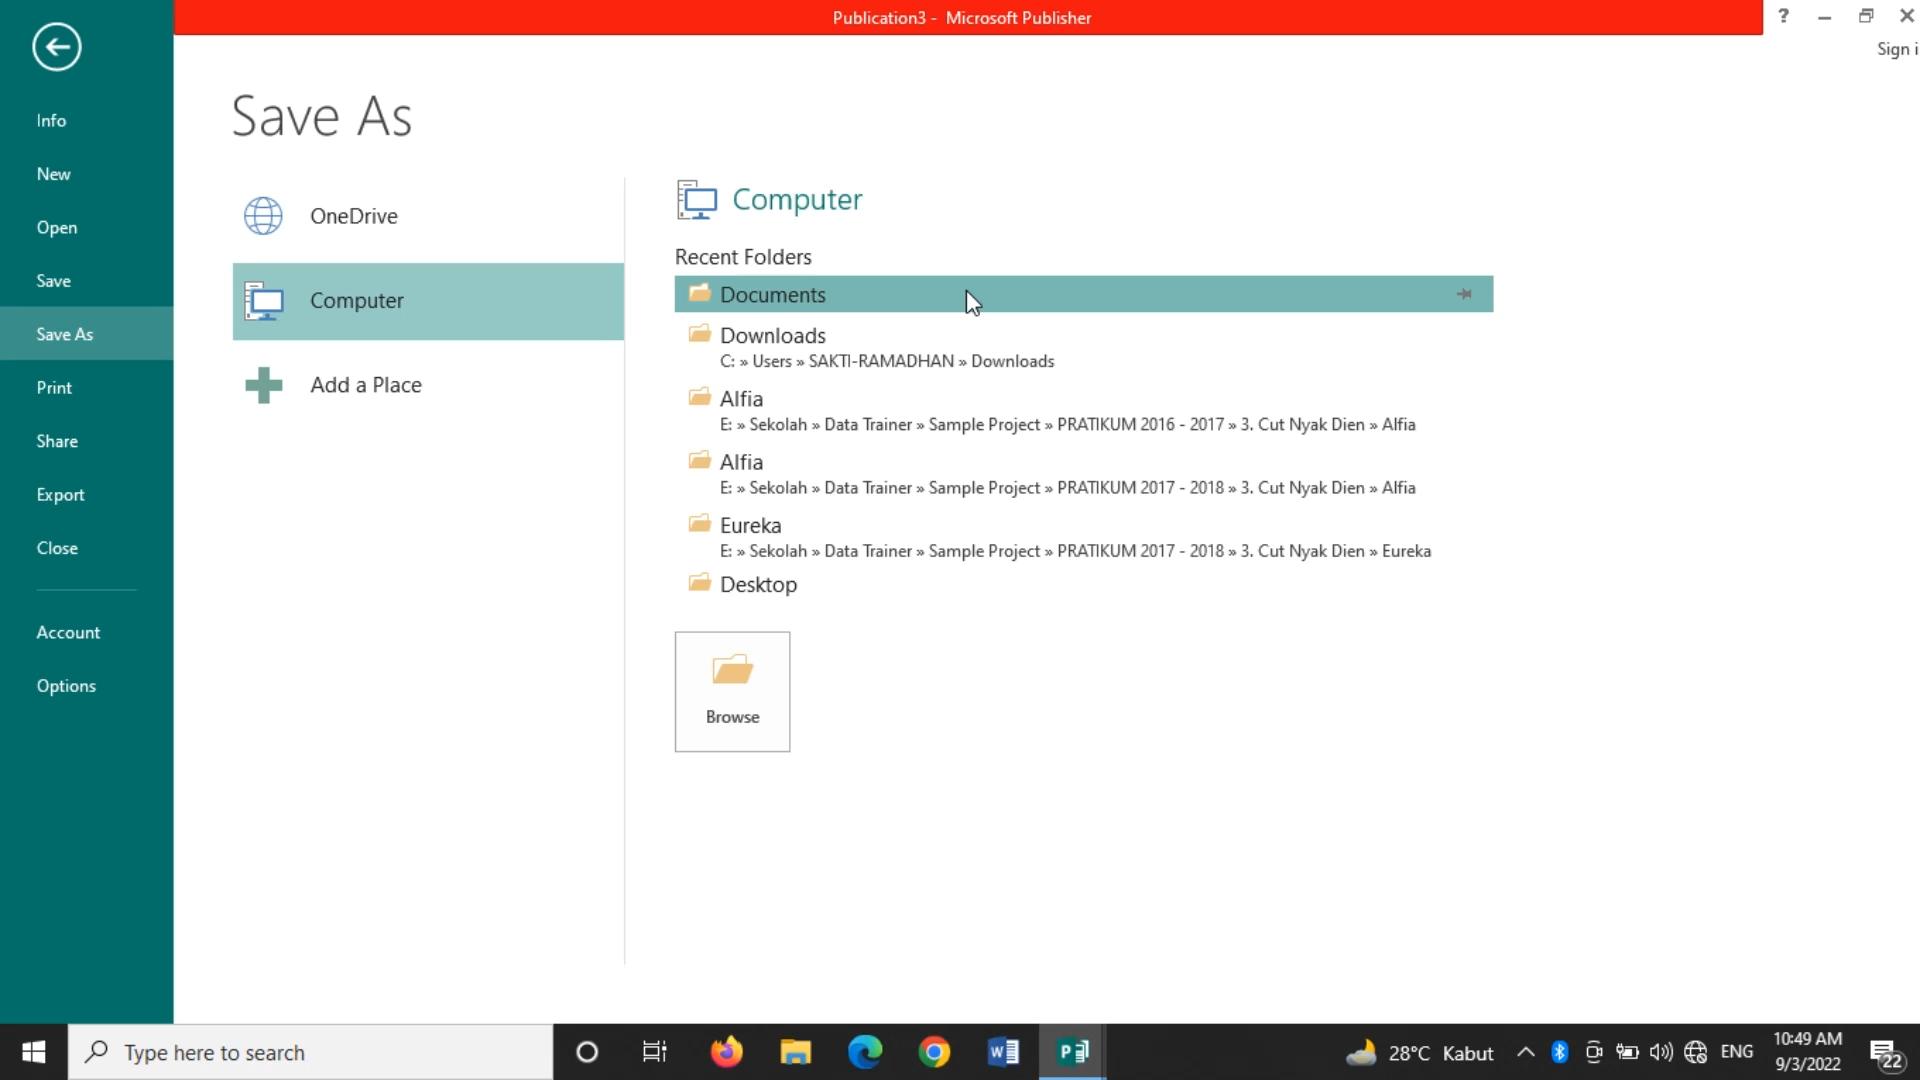 Publication3 - Microsoft Publisher
?
Sign i
Info
New
Open
Save
Save As
Print
Share
Export
Close
Account
Options
Save As
OneDrive
Computer
Add a Place
Computer
Recent Folders
Documents
Downloads
C: » Users » SAKTI-RAMADHAN » Downloads
Alfia
E: » Sekolah » Data Trainer » Sample Project » PRATIKUM 2016 - 2017 » 3. Cut Nyak Dien » Alfia
Alfia
E: » Sekolah » Data Trainer » Sample Project » PRATIKUM 2017 - 2018 » 3. Cut Nyak Dien » Alfia
Eureka
E: » Sekolah » Data Trainer » Sample Project » PRATIKUM 2017 - 2018 » 3. Cut Nyak Dien » Eureka
Desktop
Browse
Type here to search
28°C Kabut
ENG
10:49 AM
9/3/2022
22